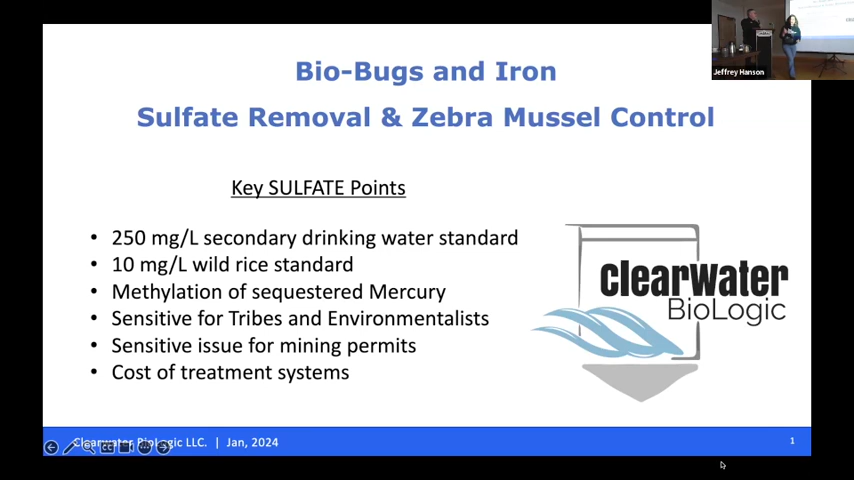 Jeffrey Hanson
Bio-Bugs and Iron
Sulfate Removal & Zebra Mussel Control
Key SULFATE Points
• 250 mg/L secondary drinking water standard
• 10 mg/L wild rice standard
• Methylation of sequestered Mercury
• Sensitive for Tribes and Environmentalists
• Sensitive issue for mining permits
• Cost of treatment systems
clearwater
BioLogic
Clearwater BioLogic LLC. | Jan, 2024
1